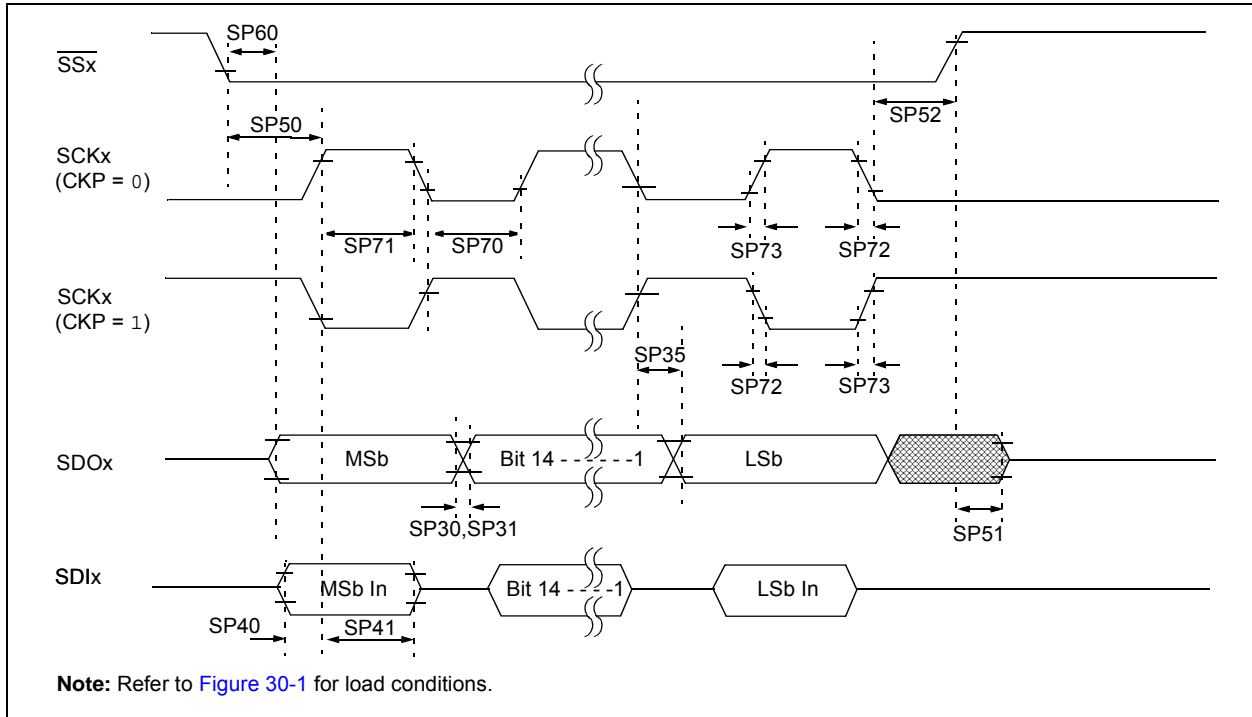 SP60
SSx
SP50
SP52
SCKx
(CKP = 0)
SP71
SP70
SP73
SP72
SCKx
(CKP = 1)
SP35
SP72
SP73
SDOx
MSb
Bit 14 - - - - - -1
LSb
SP30,SP31
SP51
SDIx
MSb In
Bit 14 - - - -1
LSb In
SP40
SP41
Note: Refer to Figure 30-1 for load conditions.